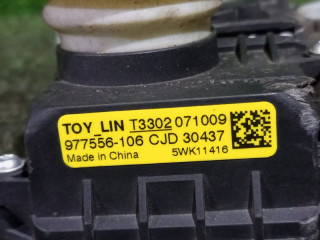 TOY_LIN T3302 071009
977556-106 CJD 30437
Made in China 5WK11416